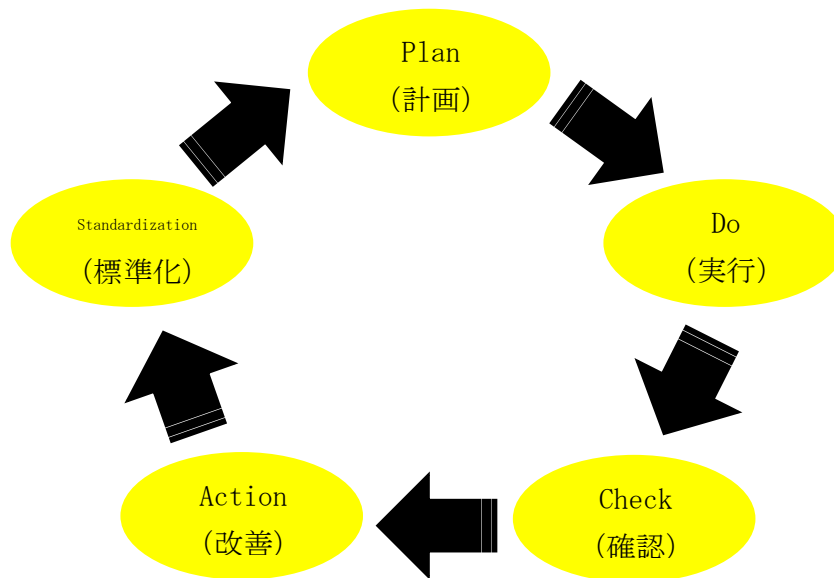 Plan
(計画)
Do
(実行)
Check
(確認)
Action
(改善)
Standardization
(標準化)